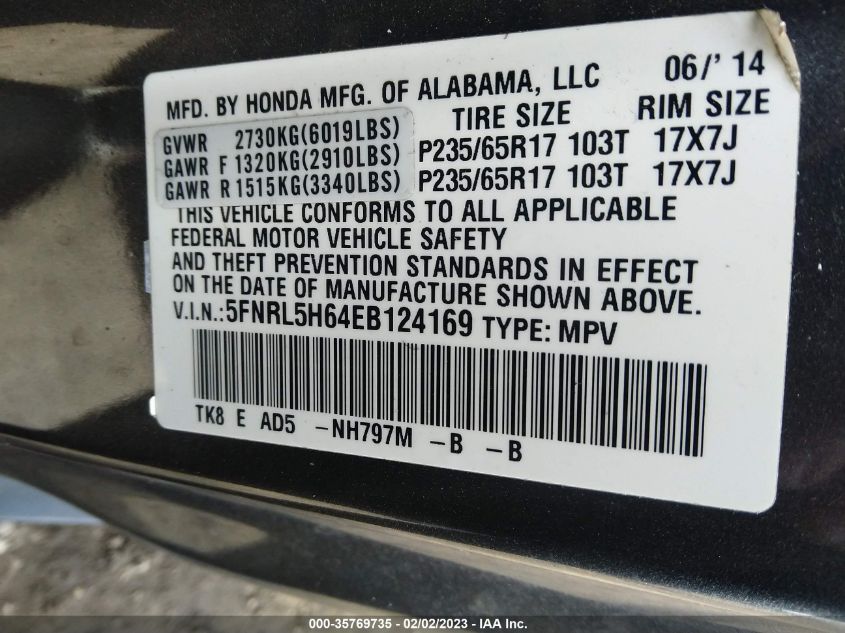 MFD. BY HONDA MFG. OF ALABAMA, LLC 06/' 14
GVWR 2730KG(6019LBS) TIRE SIZE RIM SIZE
GAWR F 1320KG(2910LBS) P235/65R17 103T 17X7J
GAWR R 1515KG(3340LBS) P235/65R17 103T 17X7J
THIS VEHICLE CONFORMS TO ALL APPLICABLE
FEDERAL MOTOR VEHICLE SAFETY
AND THEFT PREVENTION STANDARDS IN EFFECT
ON THE DATE OF MANUFACTURE SHOWN ABOVE.
V.I.N.:5FNRL5H64EB124169 TYPE: MPV
TK8 E AD5 -NH797M -B -B
000-35769735 - 02/02/2023 - IAA Inc.